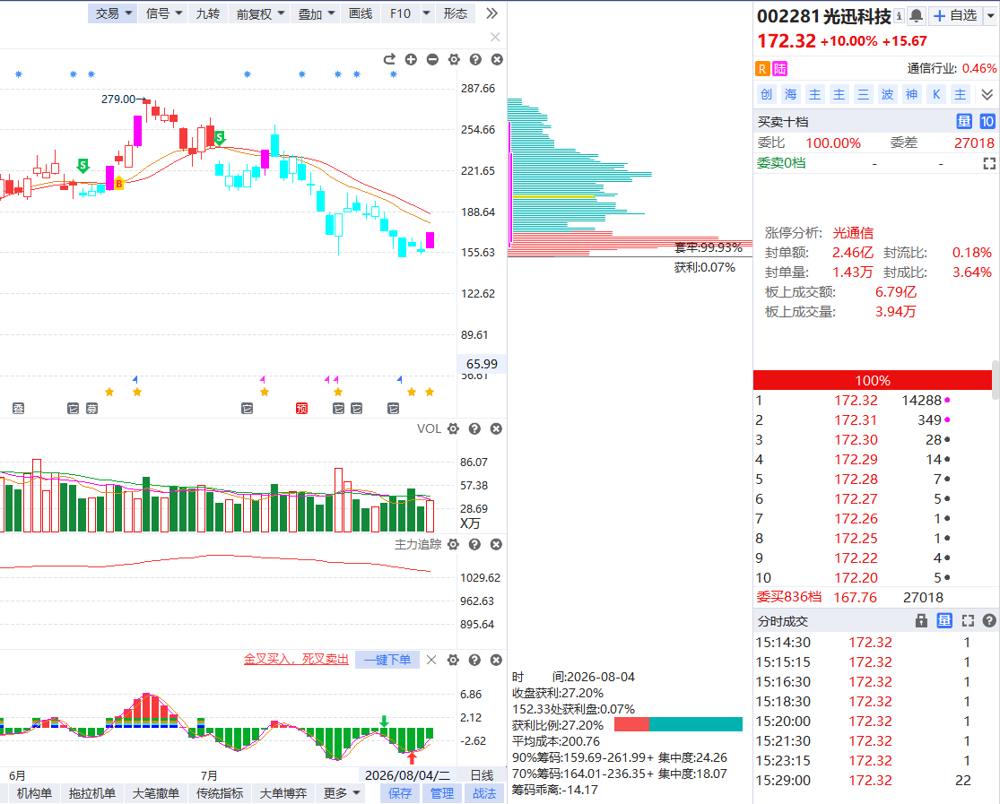 交易 信号 九转 前复权 叠加 画线 F10 形态
002281 光迅科技
自选
172.32 +10.00% +15.67
R 陆 通信行业: 0.46%
创 海 主 主 三 波 神 K 主
买卖十档 量 10
委比 100.00% 委差 27018
委卖0档 - -
279.00
287.66
254.66
221.65
188.64
155.63
122.62
89.61
65.99
56.61
S
B
S
套牢:99.93%
获利:0.07%
涨停分析: 光通信
封单额: 2.46亿 封流比: 0.18%
封单量: 1.43万 封成比: 3.64%
板上成交额: 6.79亿
板上成交量: 3.94万
100%
1 172.32 14288
2 172.31 349
3 172.30 28
4 172.29 14
5 172.28 7
6 172.27 5
7 172.26 1
8 172.25 1
9 172.22 4
10 172.20 5
委买836档 167.76 27018
预
VOL
86.07
57.38
28.69
X万
主力追踪
1029.62
962.63
895.64
金叉买入，死叉卖出 一键下单
6.86
2.12
-2.62
6月 7月 2026/08/04/二 日线
机构单 拖拉机单 大笔撤单 传统指标 大单博弈 更多 保存 管理 战法
时 间:2026-08-04
收盘获利:27.20%
152.33处获利盘:0.07%
获利比例:27.20%
平均成本:200.76
90%筹码:159.69-261.99+ 集中度:24.26
70%筹码:164.01-236.35+ 集中度:18.07
筹码乖离:-14.17
分时成交 量
15:14:30 172.32 1
15:15:15 172.32 1
15:16:30 172.32 1
15:18:30 172.32 1
15:20:00 172.32 1
15:21:30 172.32 1
15:23:15 172.32 1
15:29:00 172.32 22